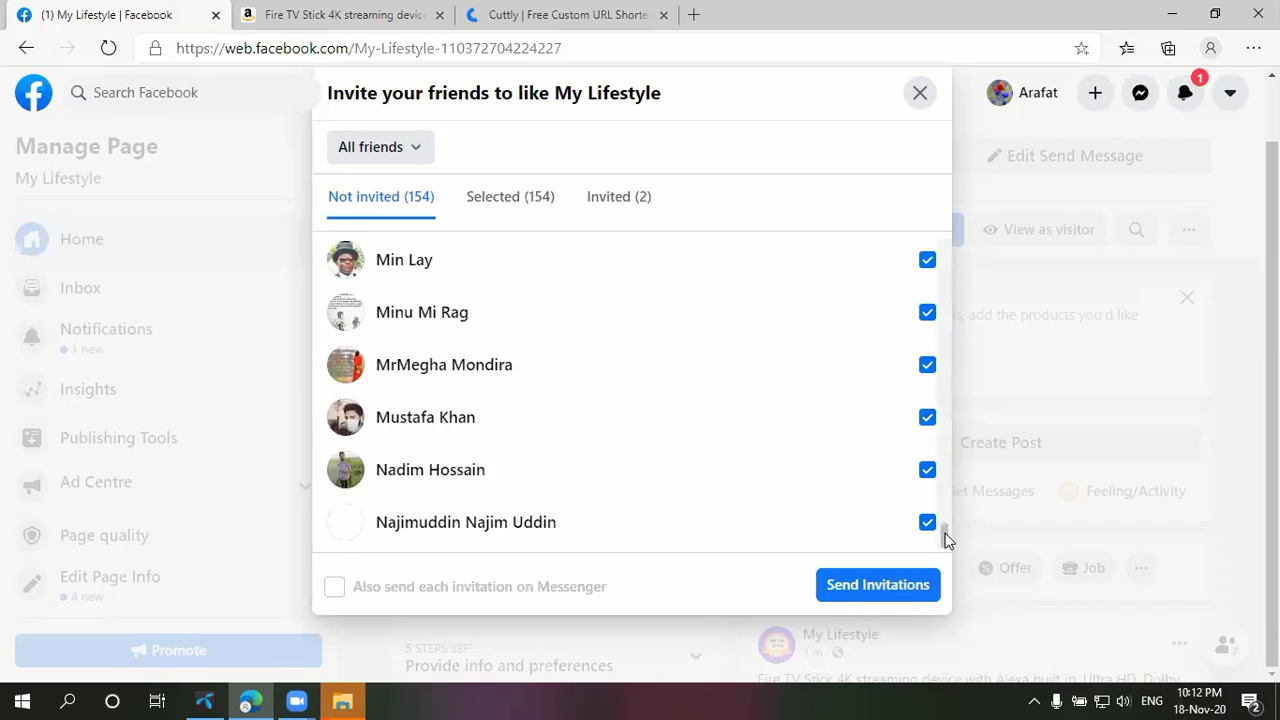 (1) My Lifestyle | Facebook
Fire TV Stick 4K streaming device
Cuttly | Free Custom URL Shorte
https://web.facebook.com/My-Lifestyle-110372704224227
Search Facebook
Invite your friends to like My Lifestyle
Arafat
1
Manage Page
My Lifestyle
All friends
Edit Send Message
Not invited (154)
Selected (154)
Invited (2)
Home
View as visitor
Min Lay
Inbox
Minu Mi Rag
s, add the products you'd like
Notifications
1 new
MrMegha Mondira
Insights
Mustafa Khan
Publishing Tools
Create Post
Nadim Hossain
Ad Centre
Get Messages
Feeling/Activity
Najimuddin Najim Uddin
Page quality
Offer
Job
Edit Page Info
4 new
Also send each invitation on Messenger
Send Invitations
Promote
5 STEPS LEFT
Provide info and preferences
My Lifestyle
1 m
Fire TV Stick 4K streaming device with Alexa built in, Ultra HD, Dolby
ENG
10:12 PM
18-Nov-20
2